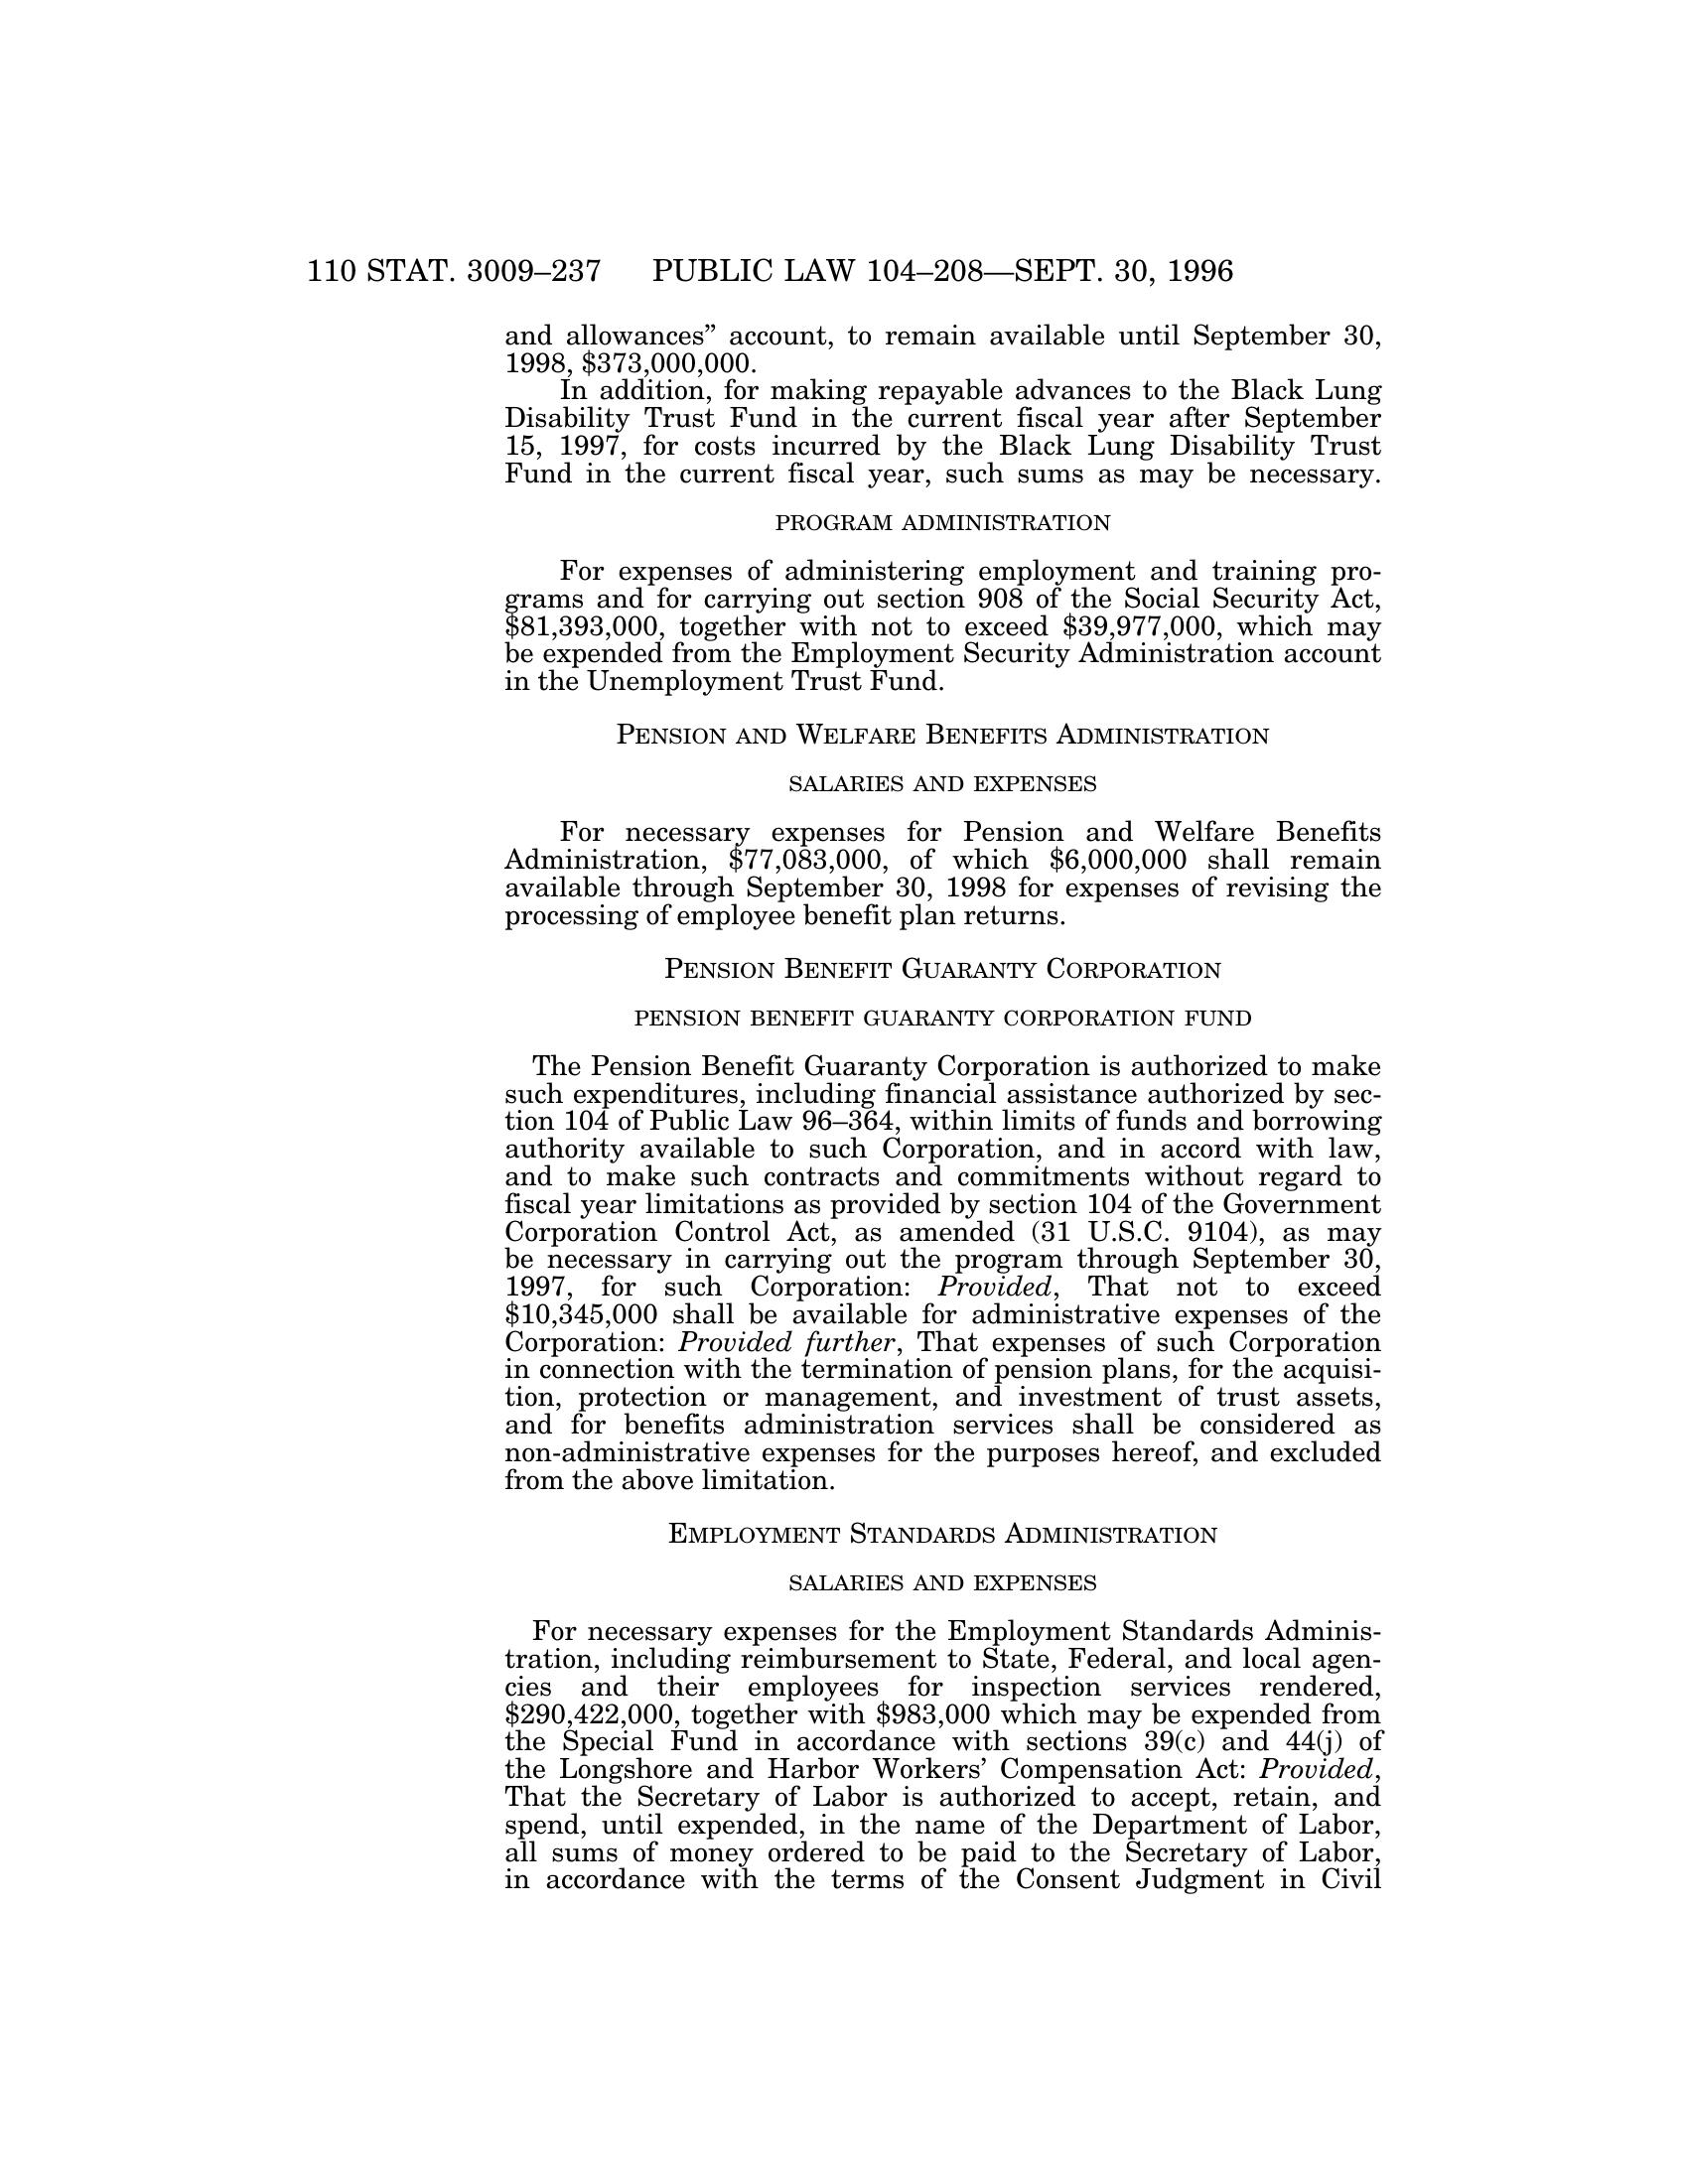 110 STAT. 3009–237 PUBLIC LAW 104–208—SEPT. 30, 1996
and allowances” account, to remain available until September 30,
1998, $373,000,000.
In addition, for making repayable advances to the Black Lung
Disability Trust Fund in the current fiscal year after September
15, 1997, for costs incurred by the Black Lung Disability Trust
Fund in the current fiscal year, such sums as may be necessary.
PROGRAM ADMINISTRATION
For expenses of administering employment and training pro-
grams and for carrying out section 908 of the Social Security Act,
$81,393,000, together with not to exceed $39,977,000, which may
be expended from the Employment Security Administration account
in the Unemployment Trust Fund.
PENSION AND WELFARE BENEFITS ADMINISTRATION
SALARIES AND EXPENSES
For necessary expenses for Pension and Welfare Benefits
Administration, $77,083,000, of which $6,000,000 shall remain
available through September 30, 1998 for expenses of revising the
processing of employee benefit plan returns.
PENSION BENEFIT GUARANTY CORPORATION
PENSION BENEFIT GUARANTY CORPORATION FUND
The Pension Benefit Guaranty Corporation is authorized to make
such expenditures, including financial assistance authorized by sec-
tion 104 of Public Law 96–364, within limits of funds and borrowing
authority available to such Corporation, and in accord with law,
and to make such contracts and commitments without regard to
fiscal year limitations as provided by section 104 of the Government
Corporation Control Act, as amended (31 U.S.C. 9104), as may
be necessary in carrying out the program through September 30,
1997, for such Corporation: Provided, That not to exceed
$10,345,000 shall be available for administrative expenses of the
Corporation: Provided further, That expenses of such Corporation
in connection with the termination of pension plans, for the acquisi-
tion, protection or management, and investment of trust assets,
and for benefits administration services shall be considered as
non-administrative expenses for the purposes hereof, and excluded
from the above limitation.
EMPLOYMENT STANDARDS ADMINISTRATION
SALARIES AND EXPENSES
For necessary expenses for the Employment Standards Adminis-
tration, including reimbursement to State, Federal, and local agen-
cies and their employees for inspection services rendered,
$290,422,000, together with $983,000 which may be expended from
the Special Fund in accordance with sections 39(c) and 44(j) of
the Longshore and Harbor Workers’ Compensation Act: Provided,
That the Secretary of Labor is authorized to accept, retain, and
spend, until expended, in the name of the Department of Labor,
all sums of money ordered to be paid to the Secretary of Labor,
in accordance with the terms of the Consent Judgment in Civil